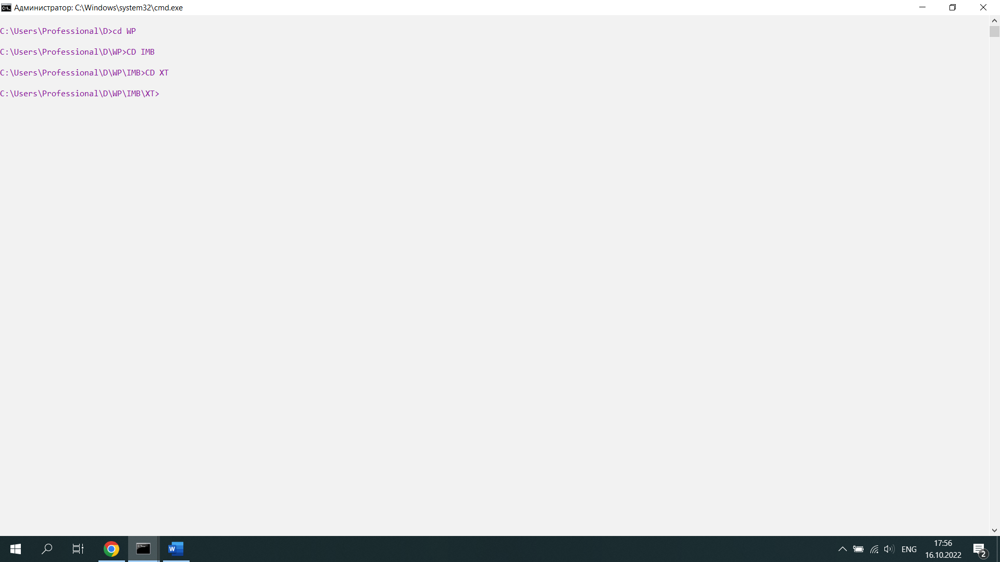 Администратор: C:\Windows\system32\cmd.exe
C:\Users\Professional\D>cd WP
C:\Users\Professional\D\WP>CD IMB
C:\Users\Professional\D\WP\IMB>CD XT
C:\Users\Professional\D\WP\IMB\XT>
ENG
17:56
16.10.2022
2